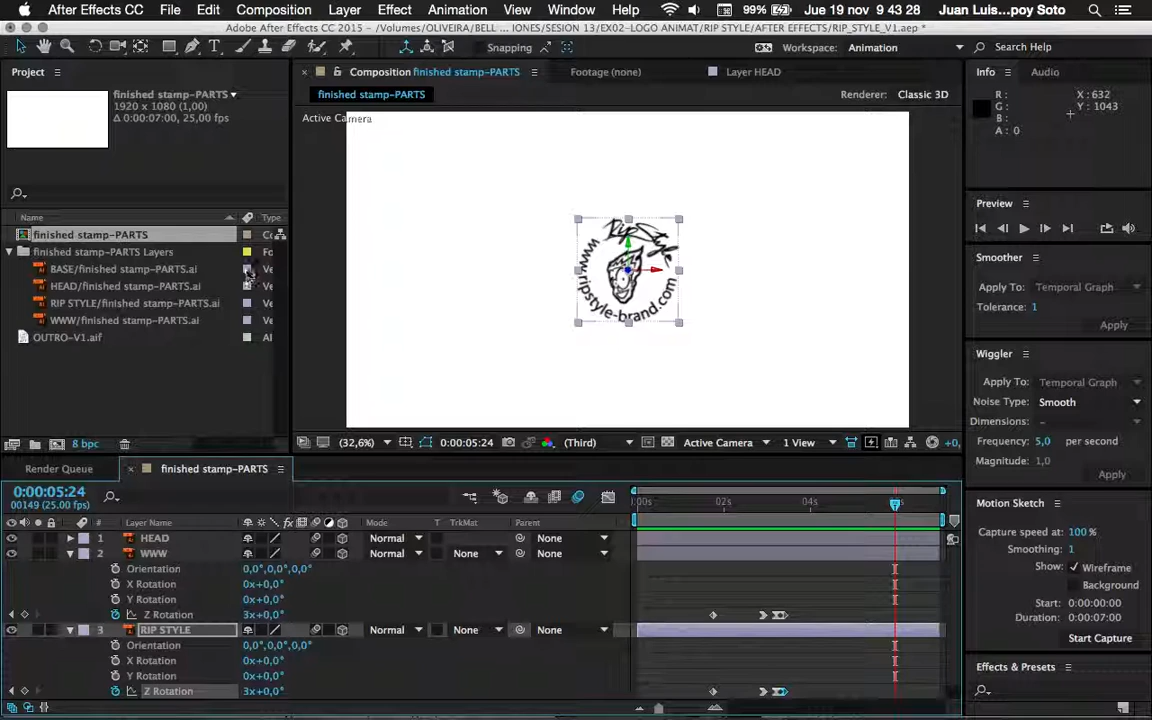 After Effects CC File Edit Composition Layer Effect Animation View Window Help 99% Jue 19 nov 9 43 28 Juan Luis...poy Soto
After Effects CC 2015 - /Volumes/OLIVEIRA/BELL ... IONES/SESION 13/EX02-LOGO ANIMAT/RIP STYLE/AFTER EFFECTS/RIP_STYLE_V1.aep *
Snapping Workspace: Animation Search Help
Project
finished stamp-PARTS
1920 x 1080 (1,00)
Δ 0:00:07:00, 25,00 fps
Name Type
finished stamp-PARTS Cc
finished stamp-PARTS Layers Fo
BASE/finished stamp-PARTS.ai Ve
HEAD/finished stamp-PARTS.ai Ve
RIP STYLE/finished stamp-PARTS.ai Ve
WWW/finished stamp-PARTS.ai Ve
OUTRO-V1.aif AI
8 bpc
Composition finished stamp-PARTS Footage (none) Layer HEAD
finished stamp-PARTS Renderer: Classic 3D
Active Camera
RipStyle
www.ripstyle-brand.com
(32,6%) 0:00:05:24 (Third) Active Camera 1 View +0,
Info Audio
R : X : 632
G : Y : 1043
B :
A : 0
Preview
Smoother
Apply To: Temporal Graph
Tolerance: 1
Apply
Wiggler
Apply To: Temporal Graph
Noise Type: Smooth
Dimensions:
Frequency: 5,0 per second
Magnitude: 1,0
Apply
Motion Sketch
Capture speed at: 100 %
Smoothing: 1
Show: Wireframe
Background
Start: 0:00:00:00
Duration: 0:00:07:00
Start Capture
Effects & Presets
Render Queue finished stamp-PARTS
0:00:05:24
00149 (25.00 fps)
:00s 02s 04s
# Layer Name Mode T TrkMat Parent
1 HEAD Normal None
2 WWW Normal None None
Orientation 0,0°,0,0°,0,0°
X Rotation 0x+0,0°
Y Rotation 0x+0,0°
Z Rotation 3x+0,0°
3 RIP STYLE Normal None None
Orientation 0,0°,0,0°,0,0°
X Rotation 0x+0,0°
Y Rotation 0x+0,0°
Z Rotation 3x+0,0°